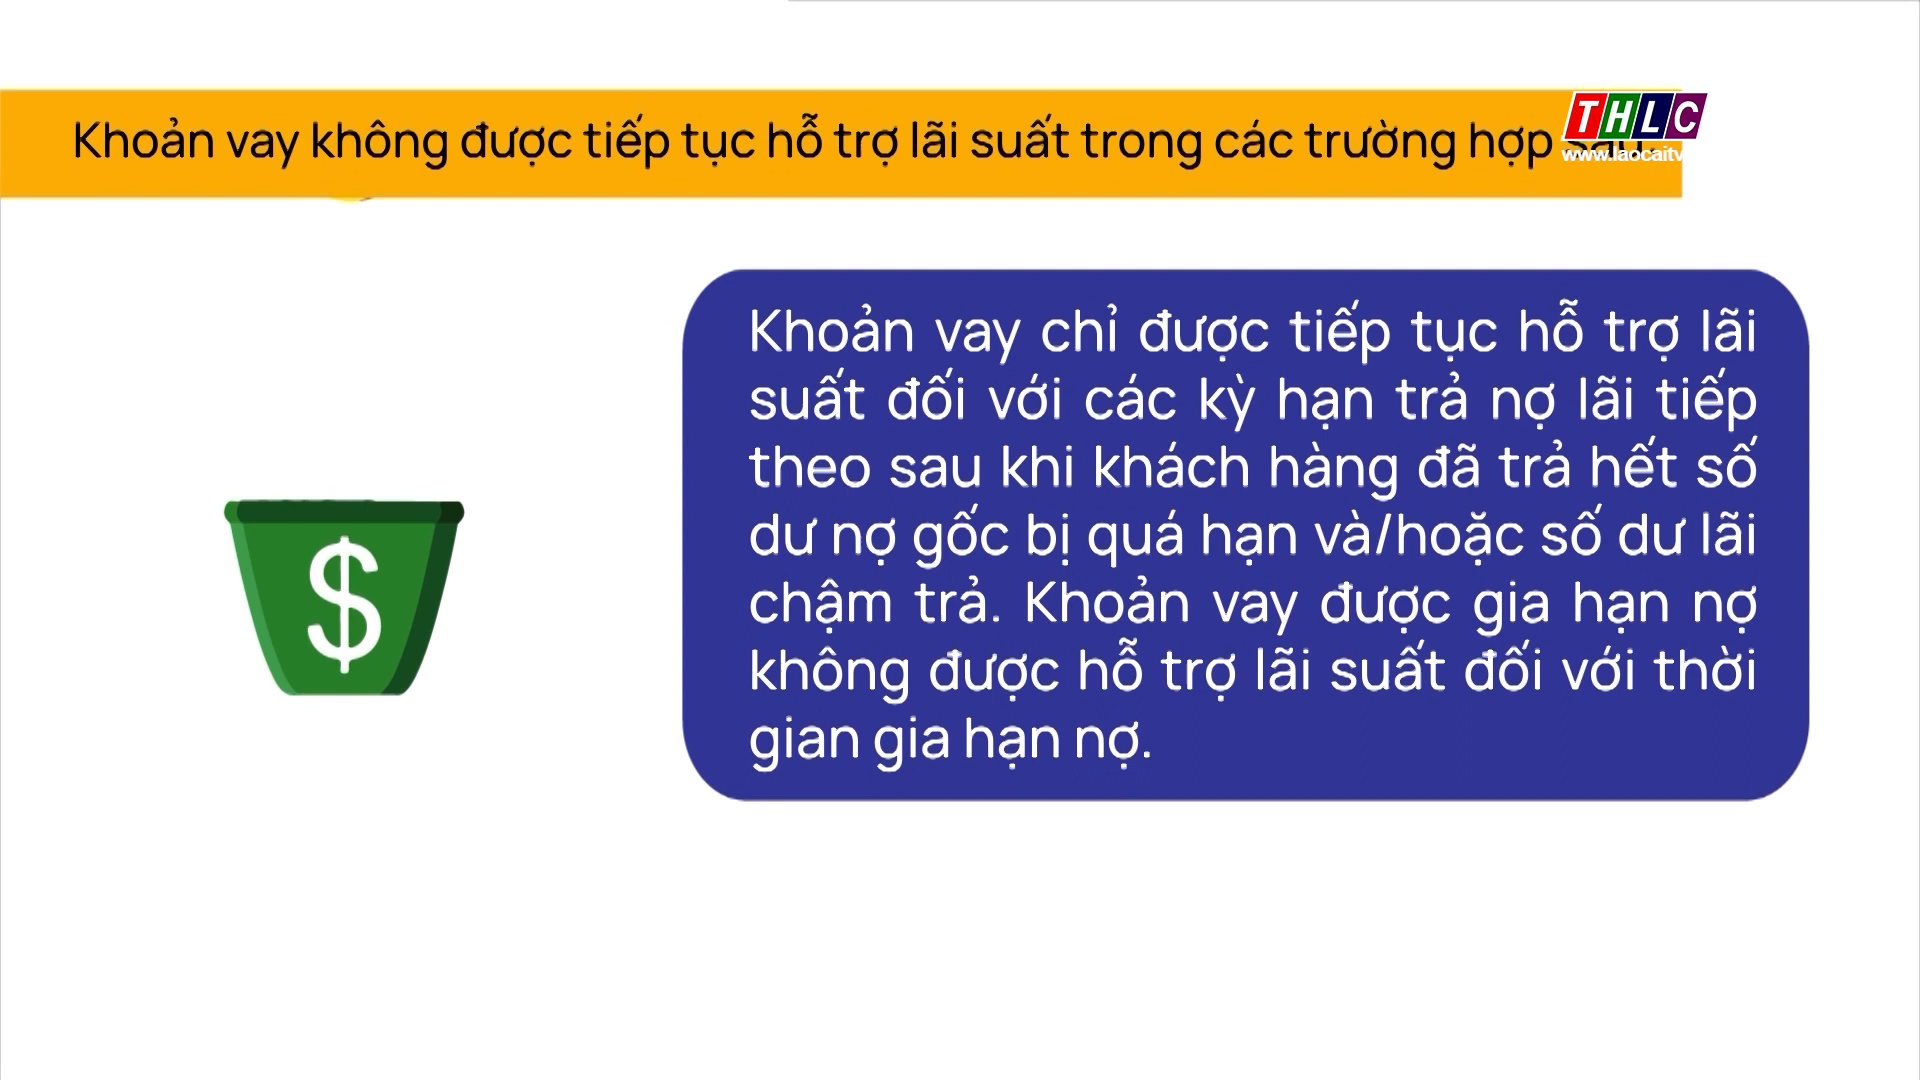 Khoản vay không được tiếp tục hỗ trợ lãi suất trong các trường hợp sau:
THLC
www.laocaitv
Khoản vay chỉ được tiếp tục hỗ trợ lãi
suất đối với các kỳ hạn trả nợ lãi tiếp
theo sau khi khách hàng đã trả hết số
dư nợ gốc bị quá hạn và/hoặc số dư lãi
chậm trả. Khoản vay được gia hạn nợ
không được hỗ trợ lãi suất đối với thời
gian gia hạn nợ.
$